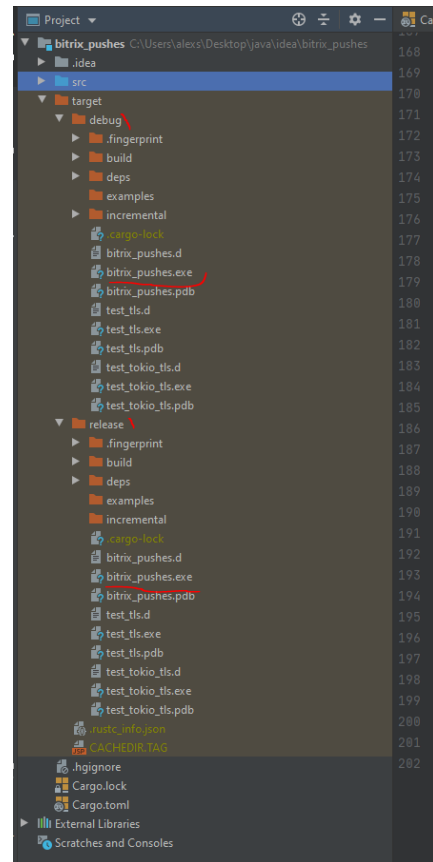 Project
Ca
bitrix_pushes C:\Users\alexs\Desktop\java\idea\bitrix_pushes
168
.idea
169
src
170
target
171
debug
172
.fingerprint
173
build
174
deps
175
examples
176
incremental
177
.cargo-lock
178
bitrix_pushes.d
179
bitrix_pushes.exe
180
bitrix_pushes.pdb
181
test_tls.d
182
test_tls.exe
183
test_tls.pdb
184
test_tokio_tls.d
185
test_tokio_tls.exe
186
test_tokio_tls.pdb
187
release
188
.fingerprint
189
build
190
deps
191
examples
192
incremental
193
.cargo-lock
194
bitrix_pushes.d
195
bitrix_pushes.exe
196
bitrix_pushes.pdb
197
test_tls.d
198
test_tls.exe
199
test_tls.pdb
200
test_tokio_tls.d
201
test_tokio_tls.exe
202
test_tokio_tls.pdb
.rustc_info.json
JSP
CACHEDIR.TAG
.hgignore
Cargo.lock
Cargo.toml
External Libraries
Scratches and Consoles